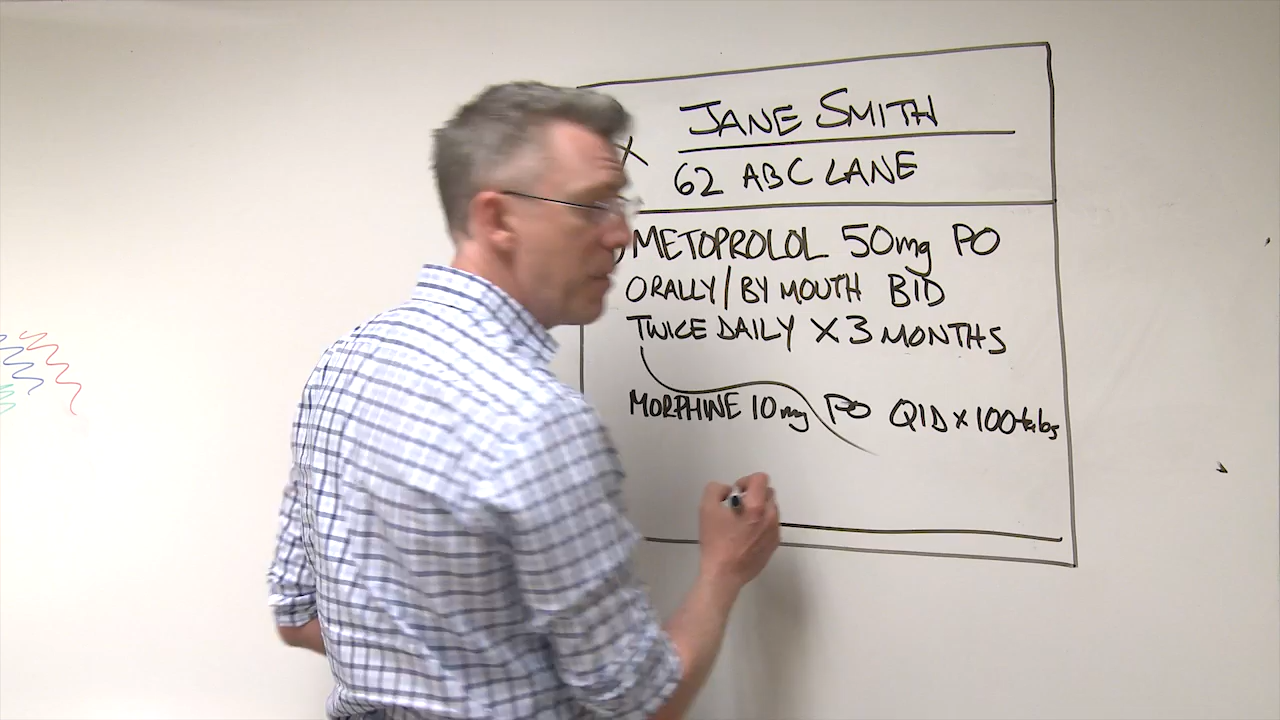 JANE SMITH
62 ABC LANE
METOPROLOL 50mg PO
ORALLY/BY MOUTH BID
TWICE DAILY X 3 MONTHS
MORPHINE 10mg PO QID x 100 tabs